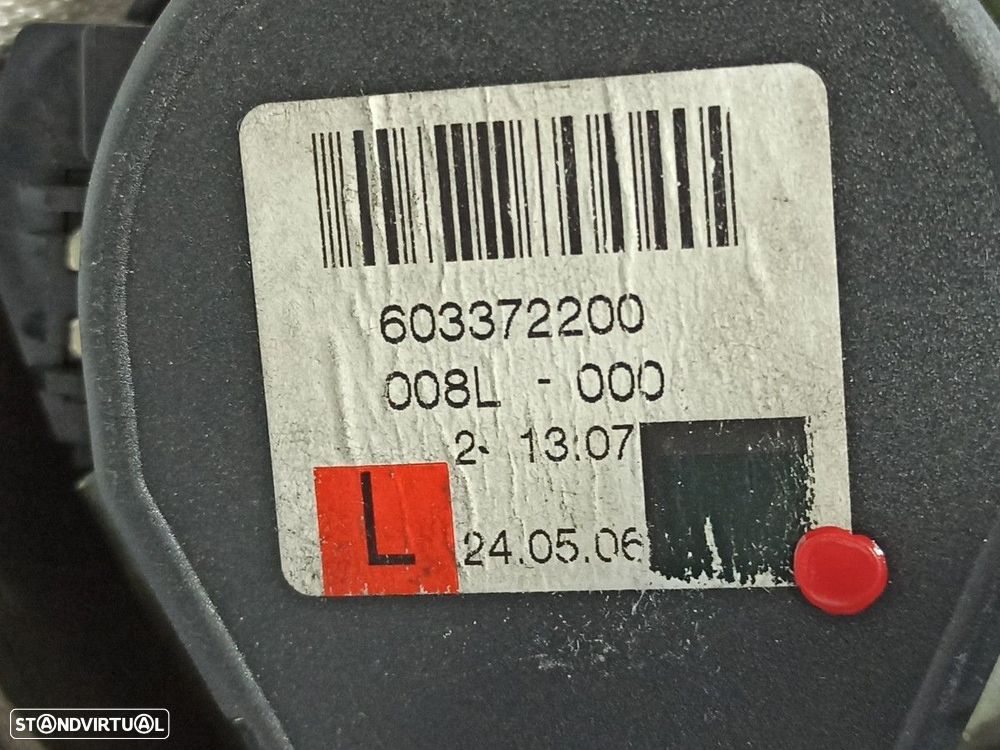 603372200
008L - 000
2- 13:07
L
24.05.06
STANDVIRTUAL